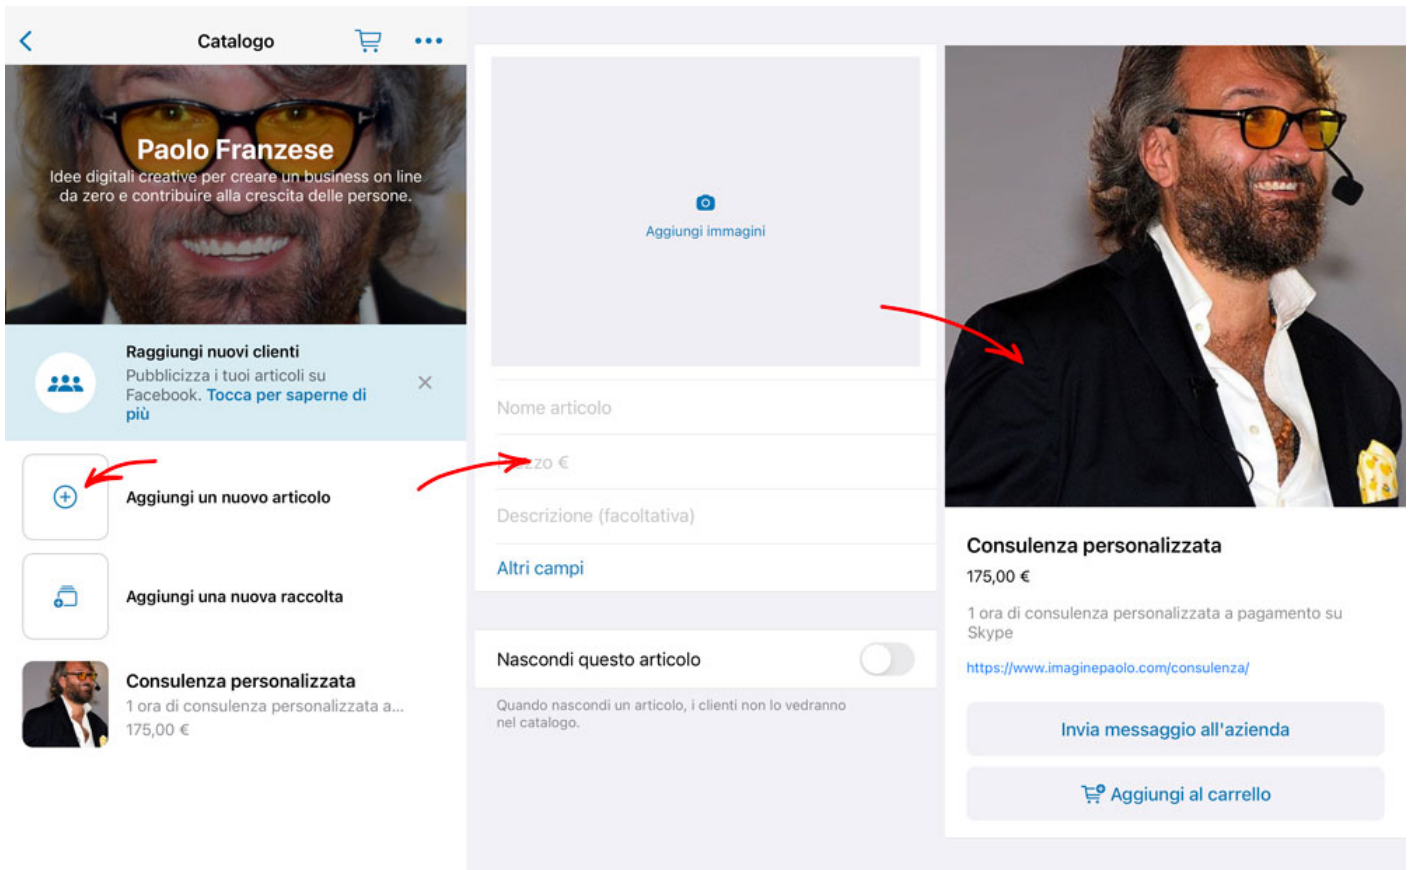 Catalogo
Paolo Franzese
Idee digitali creative per creare un business on line
da zero e contribuire alla crescita delle persone.
Raggiungi nuovi clienti
Pubblicizza i tuoi articoli su
Facebook. Tocca per saperne di
più
Aggiungi un nuovo articolo
Aggiungi una nuova raccolta
Consulenza personalizzata
1 ora di consulenza personalizzata a...
175,00 €
Aggiungi immagini
Nome articolo
Prezzo €
Descrizione (facoltativa)
Altri campi
Nascondi questo articolo
Quando nascondi un articolo, i clienti non lo vedranno
nel catalogo.
Consulenza personalizzata
175,00 €
1 ora di consulenza personalizzata a pagamento su
Skype
https://www.imaginepaolo.com/consulenza/
Invia messaggio all'azienda
Aggiungi al carrello